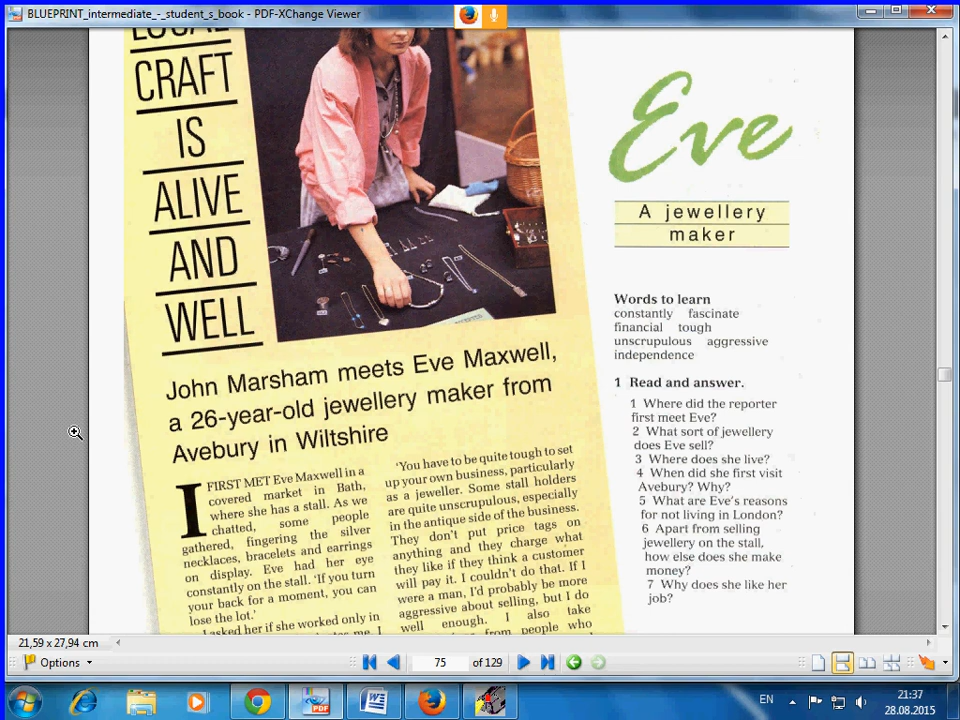 BLUEPRINT_intermediate_-_student_s_book - PDF-XChange Viewer
LOCAL
CRAFT
IS
ALIVE
AND
WELL
John Marsham meets Eve Maxwell,
a 26-year-old jewellery maker from
Avebury in Wiltshire
I FIRST MET Eve Maxwell in a
covered market in Bath,
where she has a stall. As we
chatted, some people
gathered, fingering the silver
necklaces, bracelets and earrings
on display. Eve had her eye
constantly on the stall. 'If you turn
your back for a moment, you can
lose the lot.'
I asked her if she worked only in
'You have to be quite tough to set
up your own business, particularly
as a jeweller. Some stall holders
are quite unscrupulous, especially
in the antique side of the business.
They don't put price tags on
anything and they charge what
they like if they think a customer
will pay it. I couldn't do that. If I
were a man, I'd probably be more
aggressive about selling, but I do
well enough. I also take
from people who
Eve
A jewellery
maker
Words to learn
constantly fascinate
financial tough
unscrupulous aggressive
independence
1 Read and answer.
1 Where did the reporter
first meet Eve?
2 What sort of jewellery
does Eve sell?
3 Where does she live?
4 When did she first visit
Avebury? Why?
5 What are Eve's reasons
for not living in London?
6 Apart from selling
jewellery on the stall,
how else does she make
money?
7 Why does she like her
job?
21,59 x 27,94 cm
Options
75 of 129
PDF
EN
21:37
28.08.2015